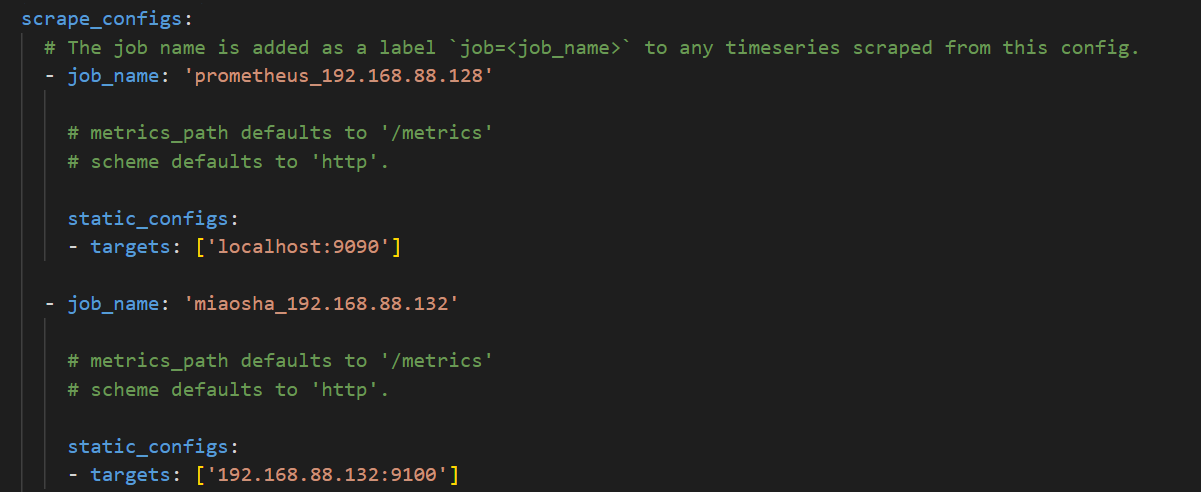 scrape_configs:
  # The job name is added as a label `job=<job_name>` to any timeseries scraped from this config.
  - job_name: 'prometheus_192.168.88.128'
    # metrics_path defaults to '/metrics'
    # scheme defaults to 'http'.
    static_configs:
    - targets: ['localhost:9090']
  - job_name: 'miaosha_192.168.88.132'
    # metrics_path defaults to '/metrics'
    # scheme defaults to 'http'.
    static_configs:
    - targets: ['192.168.88.132:9100']